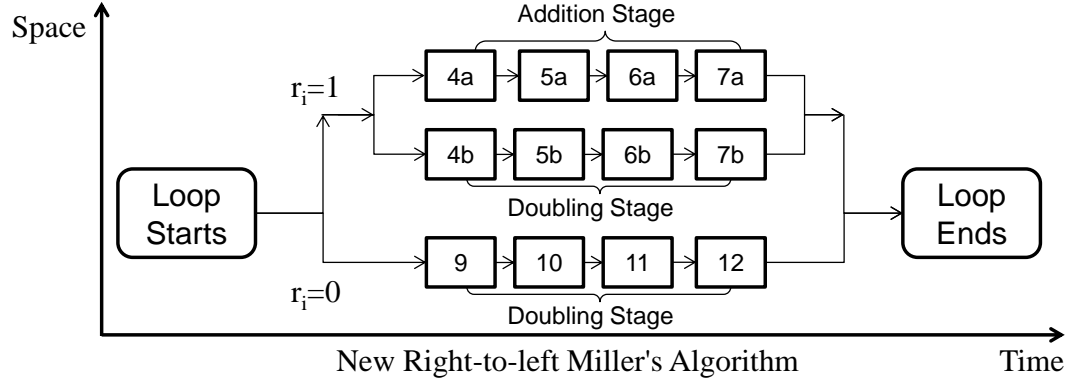 Space
Addition Stage
4a
5a
6a
7a
r_i=1
4b
5b
6b
7b
Loop
Starts
Doubling Stage
Loop
Ends
9
10
11
12
r_i=0
Doubling Stage
New Right-to-left Miller's Algorithm
Time